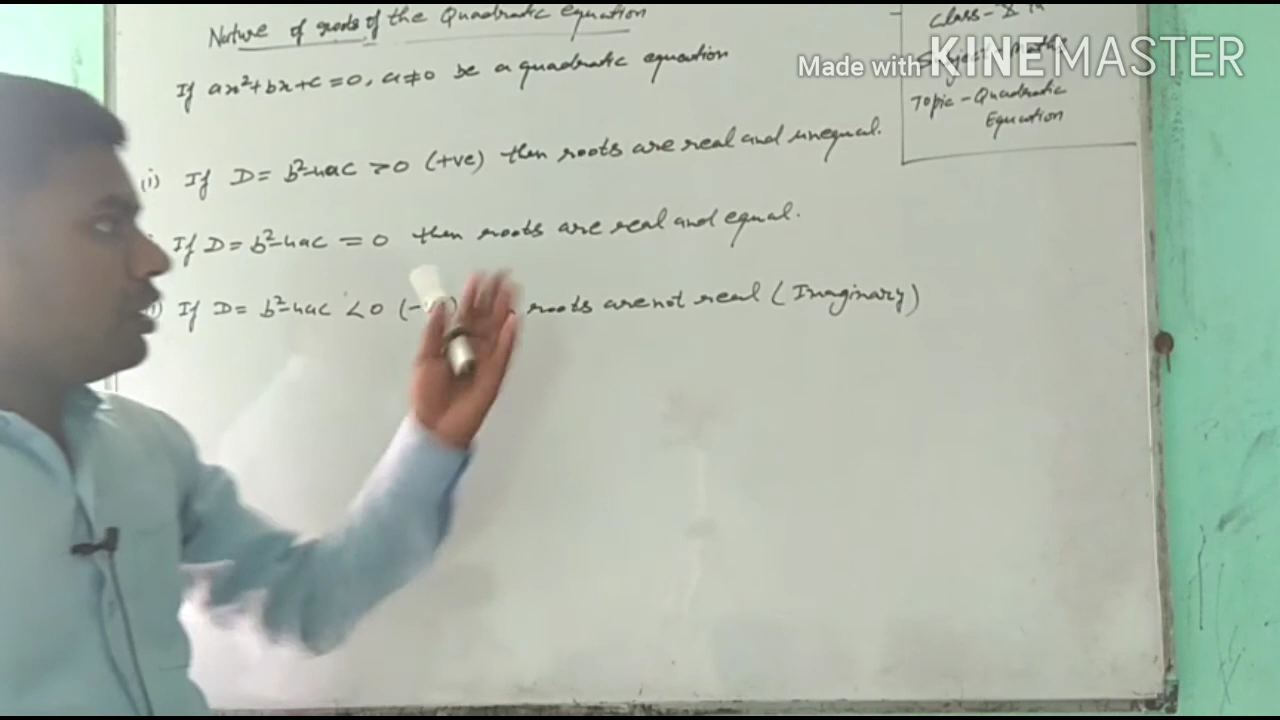 Nature of roots of the Quadratic equation
If ax²+bx+c=0, a≠0 be a quadratic equation
(i) If D = b²-4ac >0 (+ve) then roots are real and unequal.
If D = b²-4ac = 0 then roots are real and equal.
If D = b²-4ac <0 roots are not real (Imaginary)
Class-X
Topic-Quadratic
Equation
Made with KINEMASTER